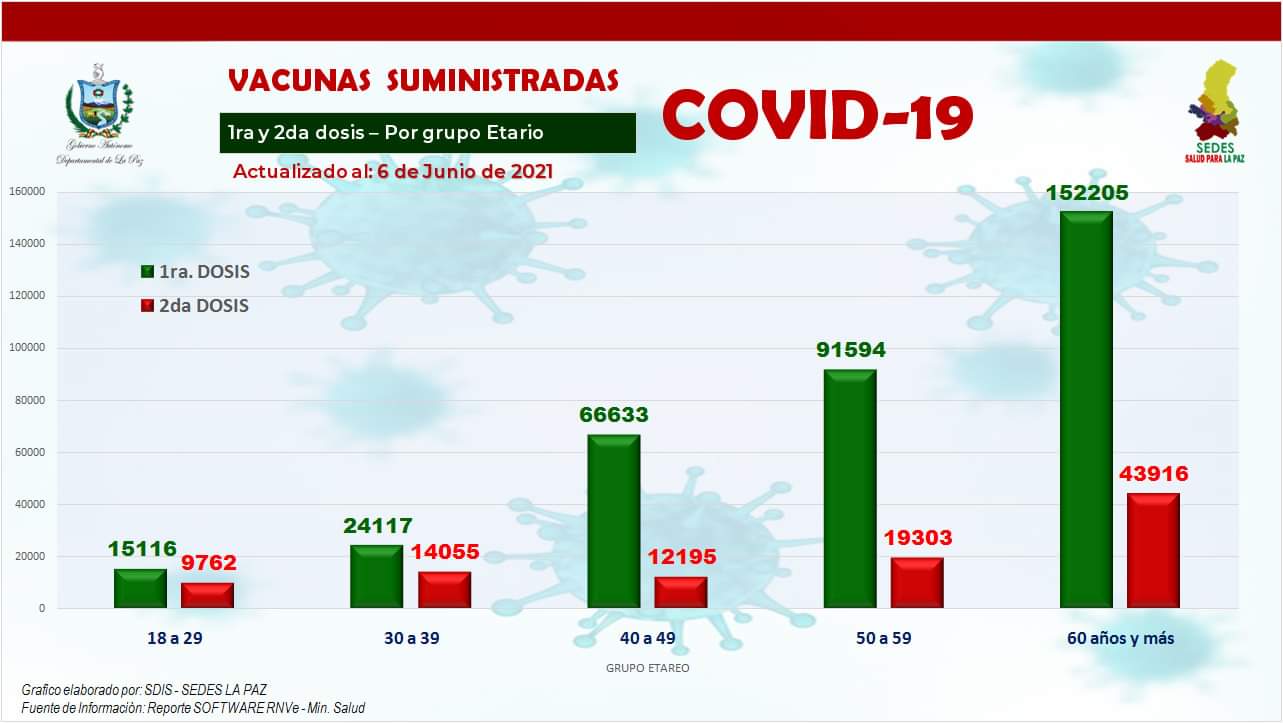 VACUNAS SUMINISTRADAS
COVID-19
1ra y 2da dosis – Por grupo Etario
Actualizado al: 6 de Junio de 2021
Gobierno Autónomo
Departamental de La Paz
SEDES
SALUD PARA LA PAZ
160000
140000
120000
100000
80000
60000
40000
20000
0
1ra. DOSIS
2da DOSIS
15116
9762
24117
14055
66633
12195
91594
19303
152205
43916
18 a 29
30 a 39
40 a 49
50 a 59
60 años y más
GRUPO ETAREO
Grafico elaborado por: SDIS - SEDES LA PAZ
Fuente de Informaciòn: Reporte SOFTWARE RNVe - Min. Salud